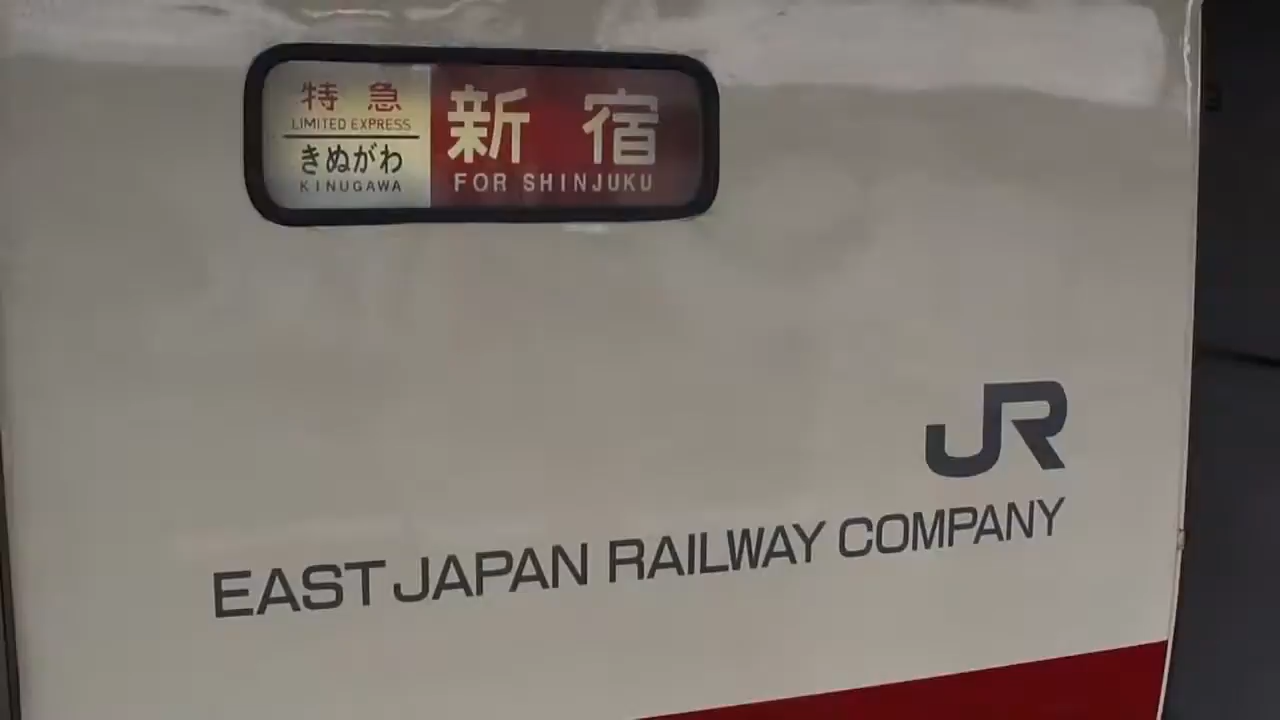 特急
LIMITED EXPRESS
きぬがわ
KINUGAWA
新宿
FOR SHINJUKU
JR
EAST JAPAN RAILWAY COMPANY